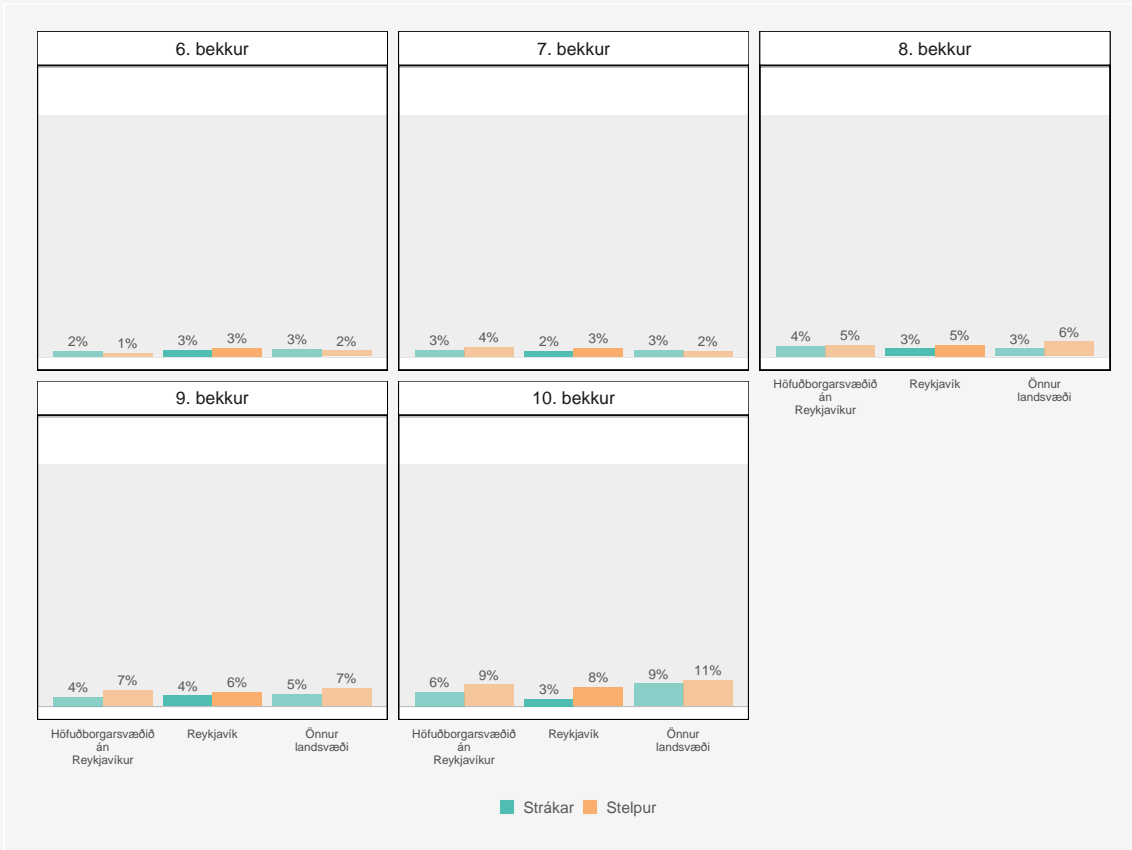 6. bekkur
7. bekkur
8. bekkur
2%
1%
3%
3%
3%
2%
3%
4%
2%
3%
3%
2%
4%
5%
3%
5%
3%
6%
Höfuðborgarsvæðið
án
Reykjavíkur
Reykjavík
Önnur
landsvæði
9. bekkur
10. bekkur
4%
7%
4%
6%
5%
7%
6%
9%
3%
8%
9%
11%
Höfuðborgarsvæðið
án
Reykjavíkur
Reykjavík
Önnur
landsvæði
Höfuðborgarsvæðið
án
Reykjavíkur
Reykjavík
Önnur
landsvæði
Strákar
Stelpur